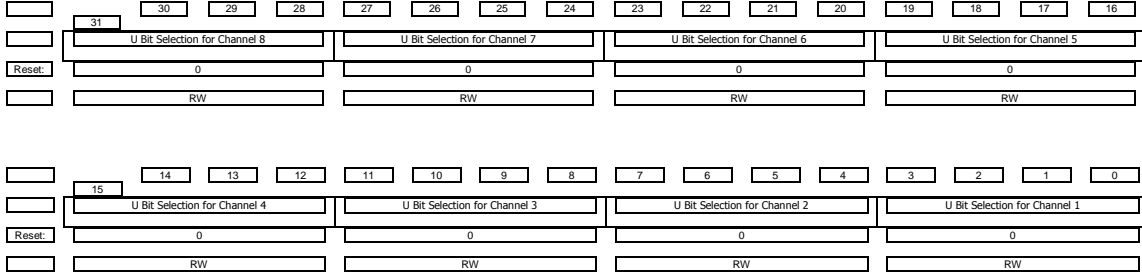 31 30 29 28 27 26 25 24 23 22 21 20 19 18 17 16
U Bit Selection for Channel 8 U Bit Selection for Channel 7 U Bit Selection for Channel 6 U Bit Selection for Channel 5
Reset: 0 0 0 0
RW RW RW RW
15 14 13 12 11 10 9 8 7 6 5 4 3 2 1 0
U Bit Selection for Channel 4 U Bit Selection for Channel 3 U Bit Selection for Channel 2 U Bit Selection for Channel 1
Reset: 0 0 0 0
RW RW RW RW